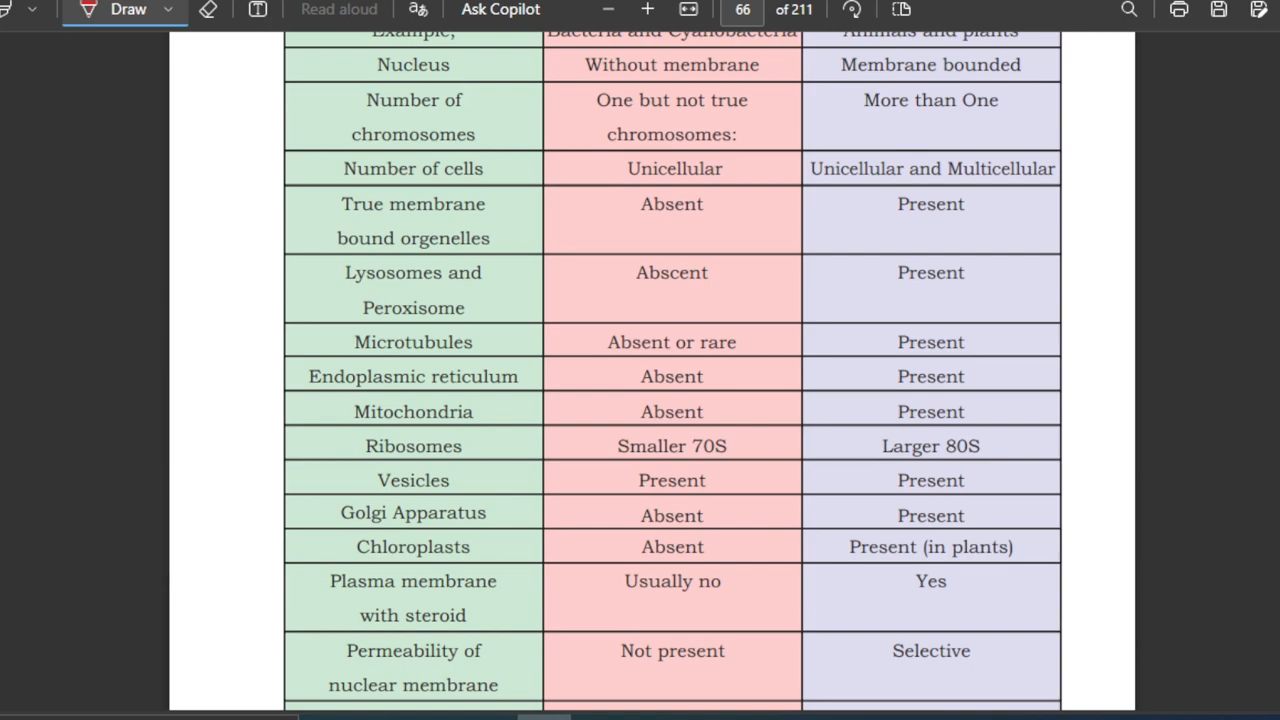 Draw
Read aloud
Ask Copilot
66
of 211
Example,
Bacteria and Cyanobacteria
Animals and plants
Nucleus
Without membrane
Membrane bounded
Number of
chromosomes
One but not true
chromosomes:
More than One
Number of cells
Unicellular
Unicellular and Multicellular
True membrane
bound orgenelles
Absent
Present
Lysosomes and
Peroxisome
Abscent
Present
Microtubules
Absent or rare
Present
Endoplasmic reticulum
Absent
Present
Mitochondria
Absent
Present
Ribosomes
Smaller 70S
Larger 80S
Vesicles
Present
Present
Golgi Apparatus
Absent
Present
Chloroplasts
Absent
Present (in plants)
Plasma membrane
with steroid
Usually no
Yes
Permeability of
nuclear membrane
Not present
Selective